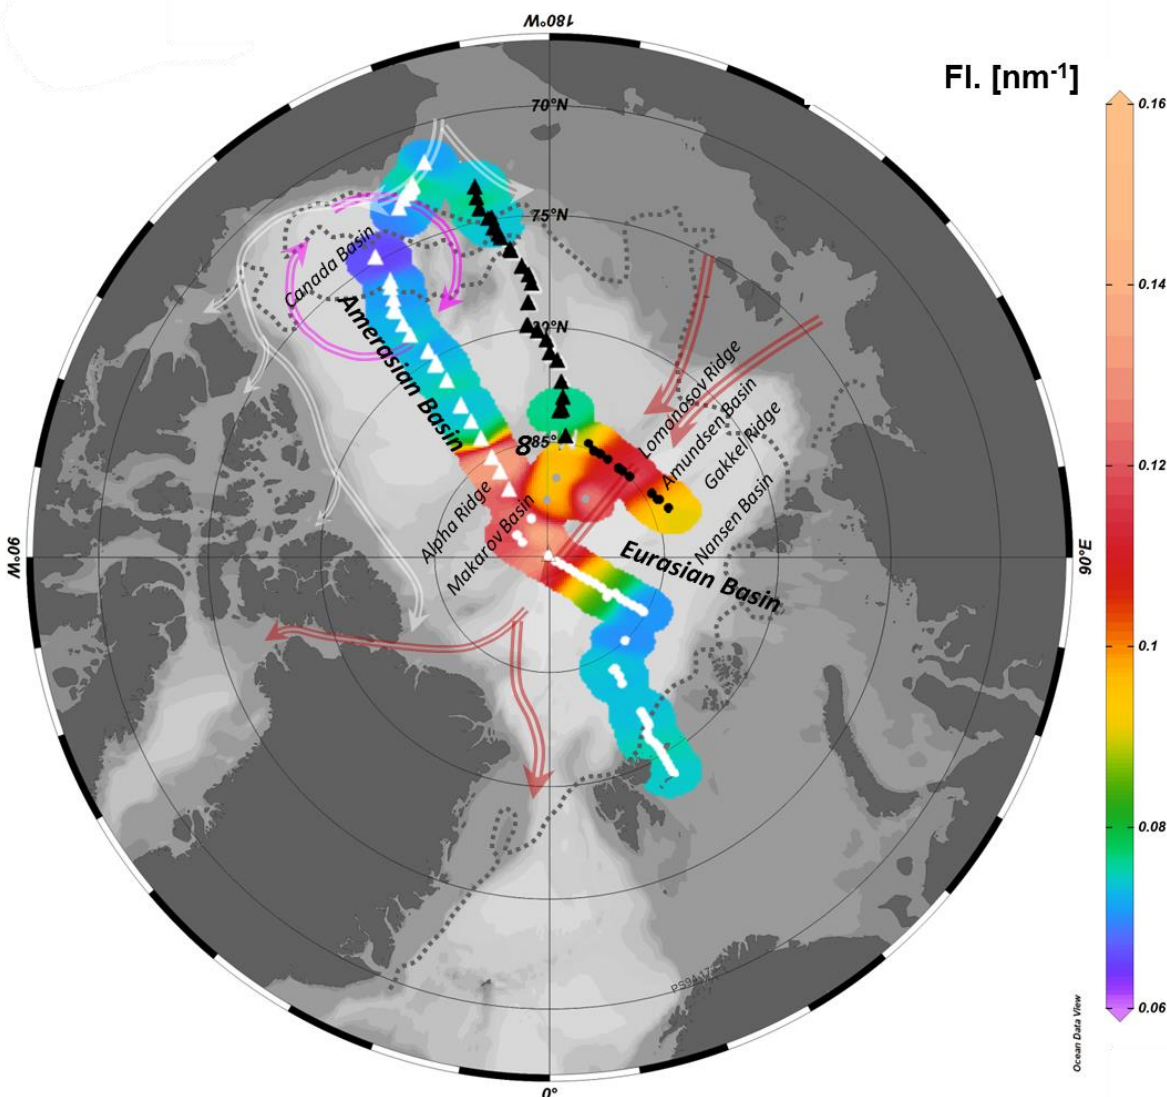 180°W
Fl. [nm⁻¹]
70°N
0.16
75°N
Canada Basin
0.14
Amerasian Basin
Lomonosov Ridge
Amundsen Basin
Gakkel Ridge
8
85°N
0.12
Alpha Ridge
Makarov Basin
Nansen Basin
Eurasian Basin
90°W
90°E
0.1
0.08
0.06
Ocean Data View
0°